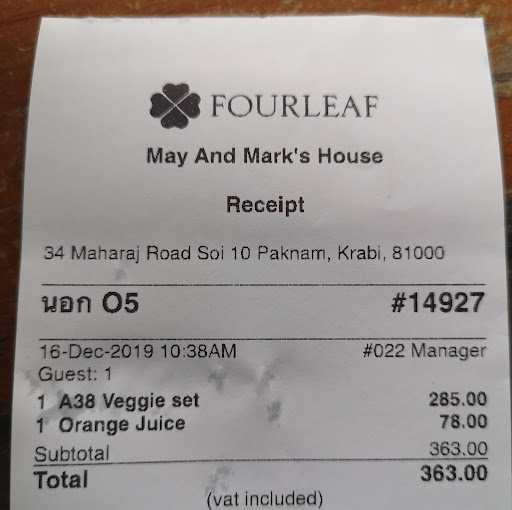 FOURLEAF
May And Mark's House
Receipt
34 Maharaj Road Soi 10 Paknam, Krabi, 81000
นอก O5 #14927
16-Dec-2019 10:38AM #022 Manager
Guest: 1
1 A38 Veggie set 285.00
1 Orange Juice 78.00
Subtotal 363.00
Total 363.00
(vat included)